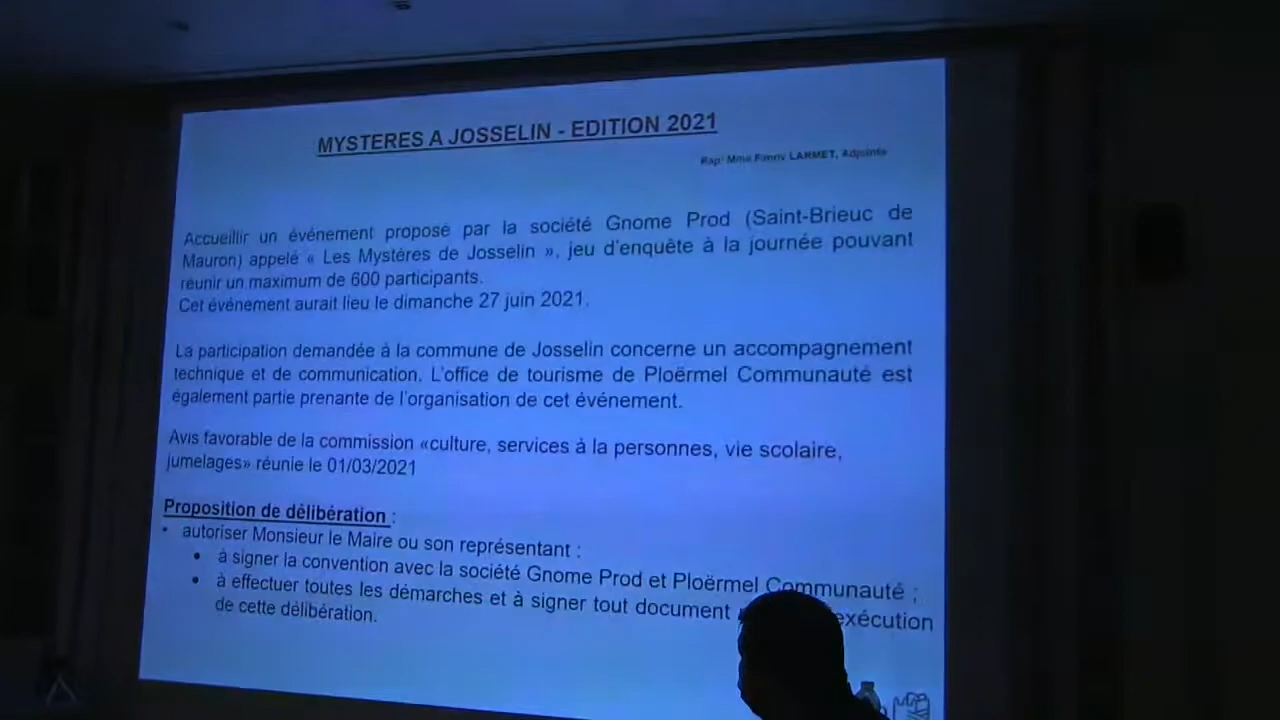 MYSTERES A JOSSELIN - EDITION 2021
Rap: Mme Fanny LARMET, Adjointe
Accueillir un événement proposé par la société Gnome Prod (Saint-Brieuc de
Mauron) appelé « Les Mystères de Josselin », jeu d'enquête à la journée pouvant
réunir un maximum de 600 participants.
Cet événement aurait lieu le dimanche 27 juin 2021.
La participation demandée à la commune de Josselin concerne un accompagnement
technique et de communication. L'office de tourisme de Ploërmel Communauté est
également partie prenante de l'organisation de cet événement.
Avis favorable de la commission «culture, services à la personnes, vie scolaire,
jumelages» réunie le 01/03/2021
Proposition de délibération :
• autoriser Monsieur le Maire ou son représentant :
• à signer la convention avec la société Gnome Prod et Ploërmel Communauté ;
• à effectuer toutes les démarches et à signer tout document exécution
de cette délibération.